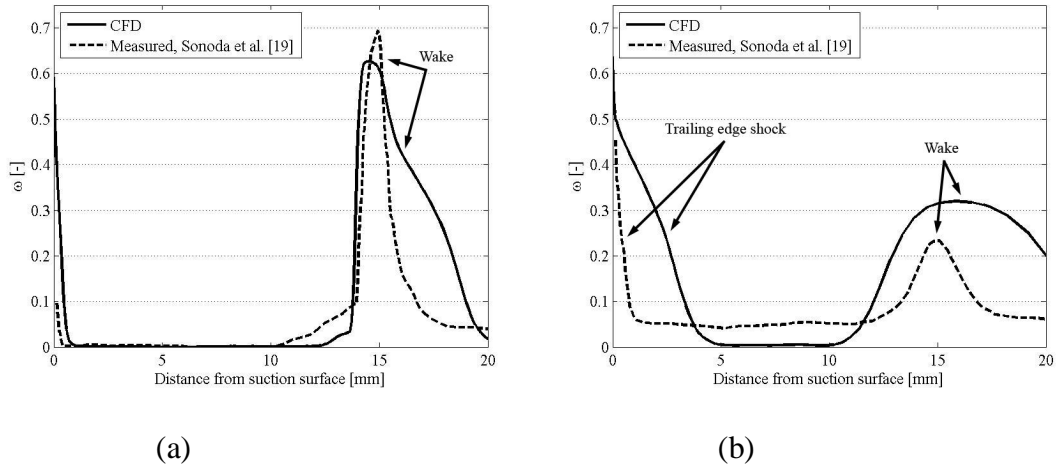 0.7
0.6
0.5
0.4
0.3
0.2
0.1
0
ω [-]
CFD
Measured, Sonoda et al. [19]
Wake
0 5 10 15 20
Distance from suction surface [mm]
(a)
0.7
0.6
0.5
0.4
0.3
0.2
0.1
0
ω [-]
CFD
Measured, Sonoda et al. [19]
Trailing edge shock
Wake
0 5 10 15 20
Distance from suction surface [mm]
(b)